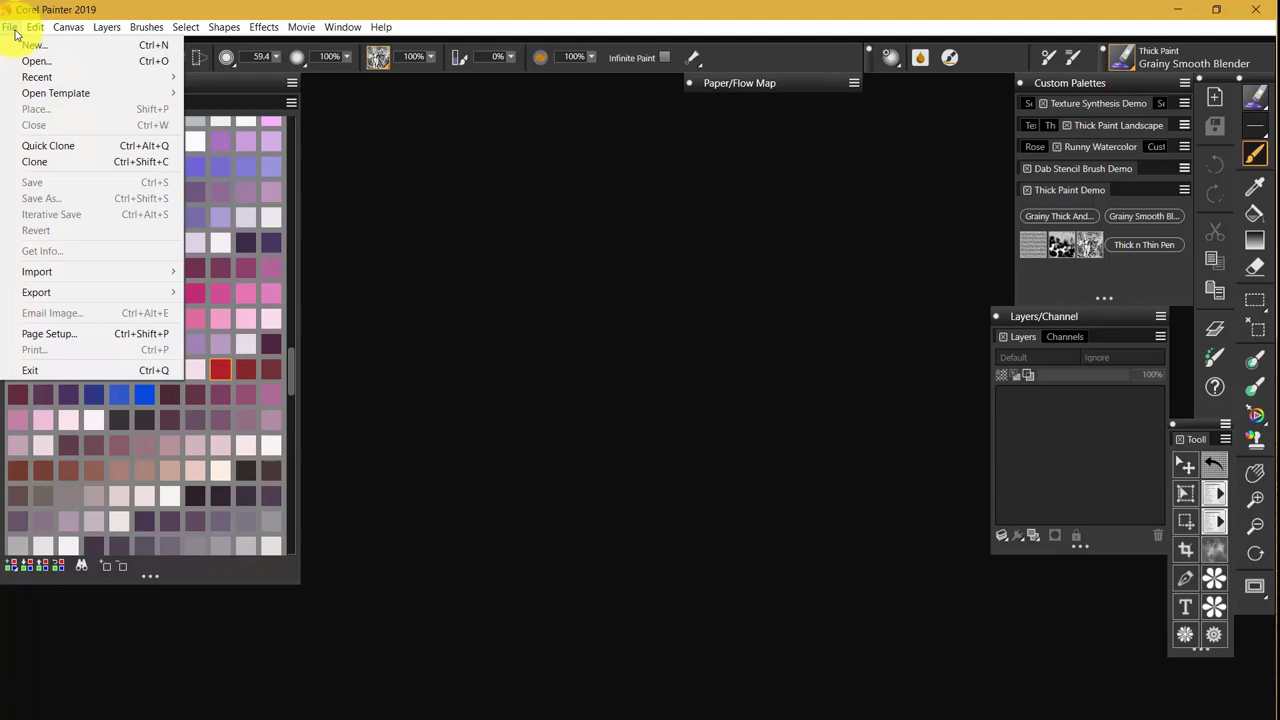 Corel Painter 2019
File Edit Canvas Layers Brushes Select Shapes Effects Movie Window Help
59.4 100% 100% 0% 100% Infinite Paint
Thick Paint
Grainy Smooth Blender
New... Ctrl+N
Open... Ctrl+O
Recent
Open Template
Place... Shift+P
Close Ctrl+W
Quick Clone Ctrl+Alt+Q
Clone Ctrl+Shift+C
Save Ctrl+S
Save As... Ctrl+Shift+S
Iterative Save Ctrl+Alt+S
Revert
Get Info...
Import
Export
Email Image... Ctrl+Alt+E
Page Setup... Ctrl+Shift+P
Print... Ctrl+P
Exit Ctrl+Q
Paper/Flow Map
Custom Palettes
Texture Synthesis Demo
Te Th Thick Paint Landscape
Rose Runny Watercolor Cust
Dab Stencil Brush Demo
Thick Paint Demo
Grainy Thick And... Grainy Smooth Bl...
Thick n Thin Pen
Layers/Channel
Layers Channels
Default Ignore
100%
Tool
T